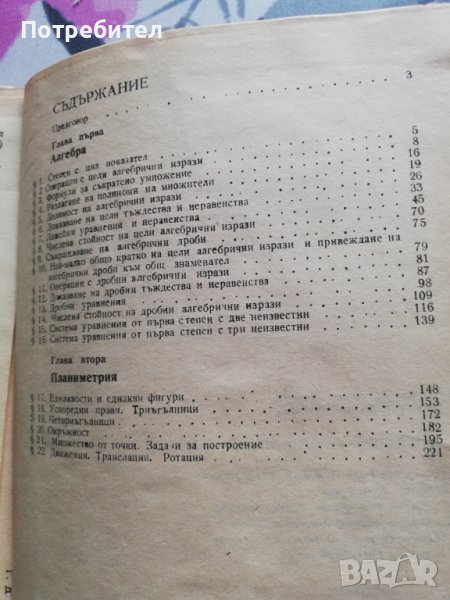 Потребител
СЪДЪРЖАНИЕ
Предговор 3
Глава първа
Алгебра
§ 1. Степен с цял показател 5
§ 2. Операции с цели алгебрични изрази 8
§ 3. Формули за съкратено умножение 16
§ 4. Разлагане на полиноми на множители 19
§ 5. Делимост на алгебрични изрази 26
§ 6. Доказване на цели тъждества и неравенства 33
§ 7. Линейни уравнения и неравенства 45
§ 8. Числена стойност на цели алгебрични изрази 70
§ 9. Съкращаване на алгебрични дроби 75
§ 10. Най-малко общо кратно на цели алгебрични изрази и привеждане на
алгебрични дроби към общ знаменател 79
§ 11. Операции с дробни алгебрични изрази 81
§ 12. Доказване на дробни тъждества и неравенства 87
§ 13. Дробни уравнения 98
§ 14. Числена стойност на дробни алгебрични изрази 109
§ 15. Система уравнения от първа степен с две неизвестни 116
§ 16. Система уравнения от първа степен с три неизвестни 139
Глава втора
Планиметрия
§ 17. Еднаквости и еднакви фигури 148
§ 18. Успоредни прави. Триъгълници 153
§ 19. Четириъгълници 172
§ 20. Окръжност 182
§ 21. Множество от точки. Задачи за построение 195
§ 22. Движения. Транслация. Ротация 221
BAZAR
bg